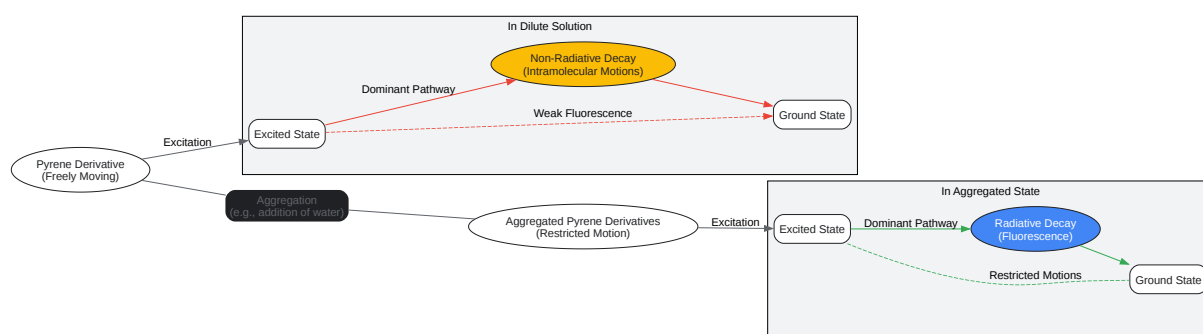 In Dilute Solution
Non-Radiative Decay
(Intramolecular Motions)
Dominant Pathway
Weak Fluorescence
Ground State
Excited State
Excitation
Pyrene Derivative
(Freely Moving)
Aggregation
(e.g., addition of water)
Aggregated Pyrene Derivatives
(Restricted Motion)
Excitation
In Aggregated State
Excited State
Dominant Pathway
Radiative Decay
(Fluorescence)
Restricted Motions
Ground State